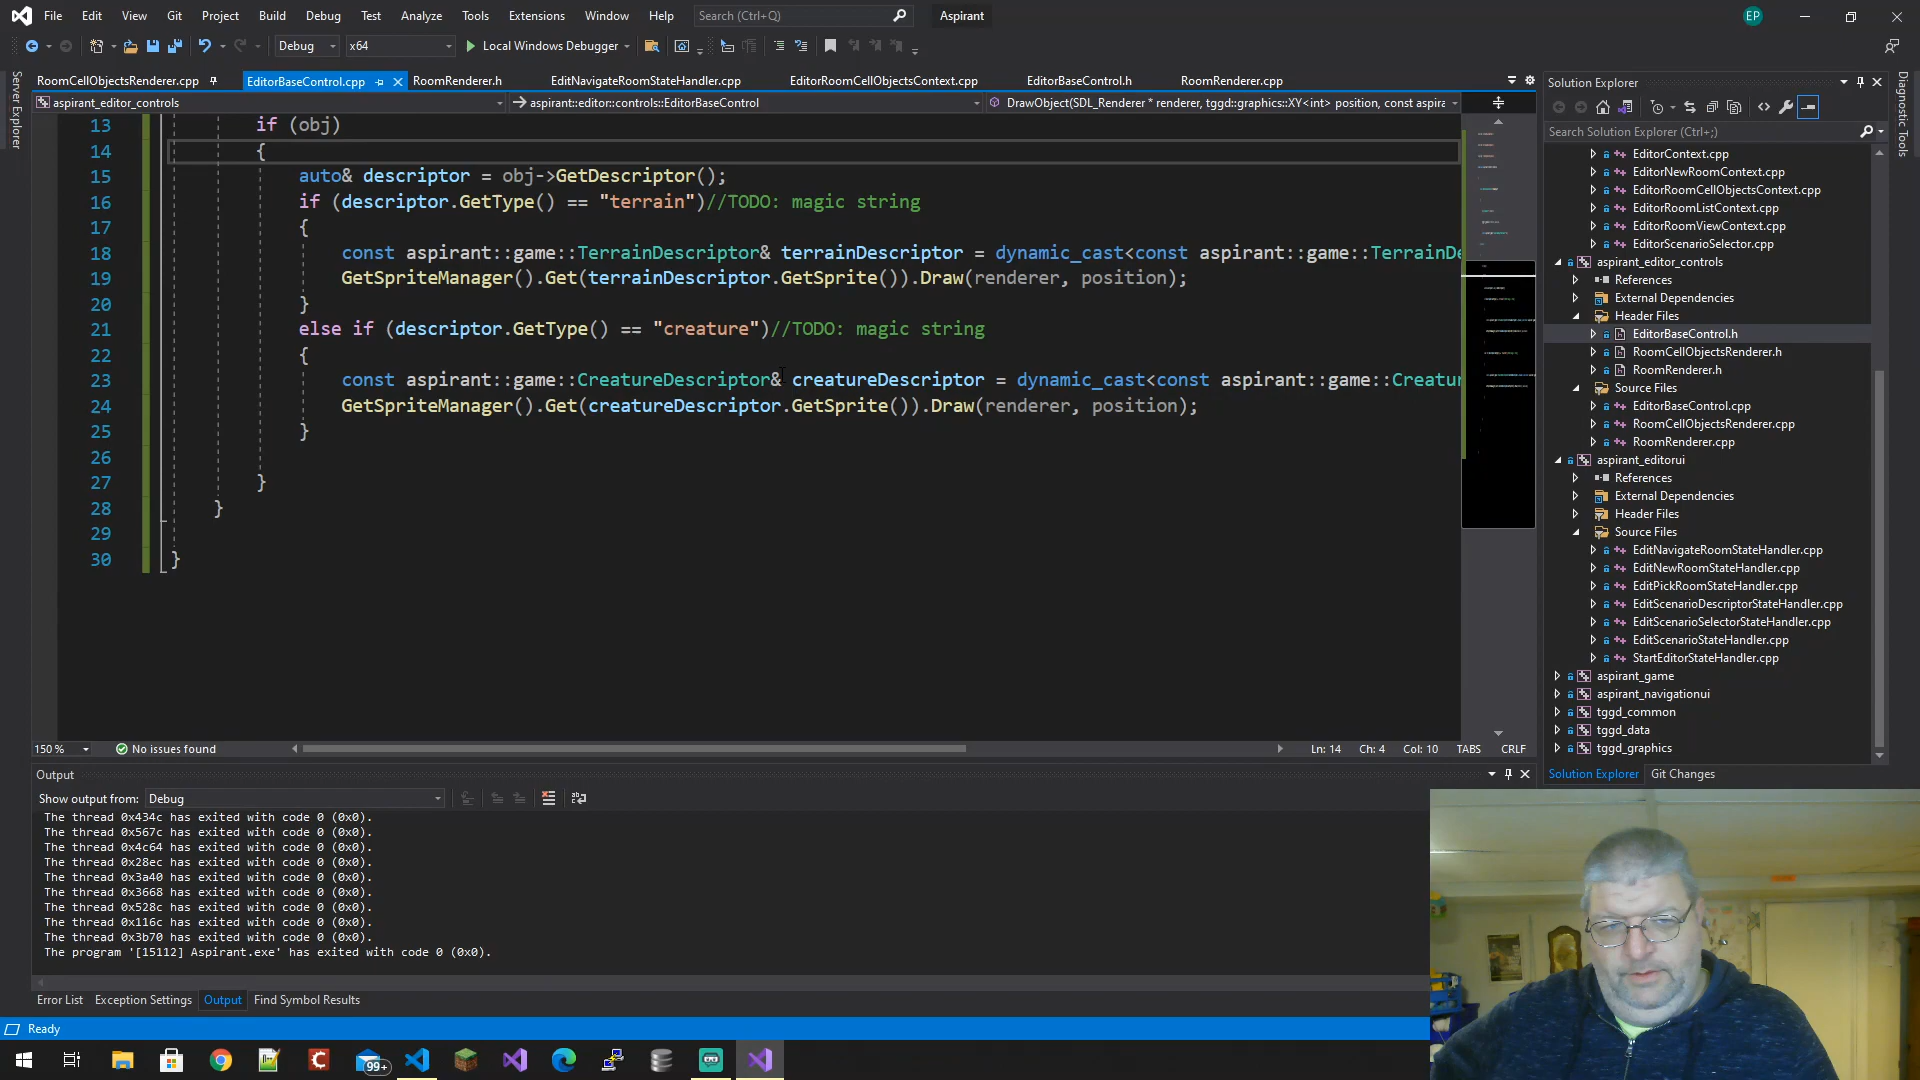 File Edit View Git Project Build Debug Test Analyze Tools Extensions Window Help Search (Ctrl+Q) Aspirant EP
Debug x64 Local Windows Debugger
RoomCellObjectsRenderer.cpp EditorBaseControl.cpp RoomRenderer.h EditNavigateRoomStateHandler.cpp EditorRoomCellObjectsContext.cpp EditorBaseControl.h RoomRenderer.cpp
aspirant_editor_controls aspirant::editor::controls::EditorBaseControl DrawObject(SDL_Renderer * renderer, tggd::graphics::XY<int> position, const aspira
13 if (obj)
14 {
15 auto& descriptor = obj->GetDescriptor();
16 if (descriptor.GetType() == "terrain")//TODO: magic string
17 {
18 const aspirant::game::TerrainDescriptor& terrainDescriptor = dynamic_cast<const aspirant::game::TerrainDe
19 GetSpriteManager().Get(terrainDescriptor.GetSprite()).Draw(renderer, position);
20 }
21 else if (descriptor.GetType() == "creature")//TODO: magic string
22 {
23 const aspirant::game::CreatureDescriptor& creatureDescriptor = dynamic_cast<const aspirant::game::Creatur
24 GetSpriteManager().Get(creatureDescriptor.GetSprite()).Draw(renderer, position);
25 }
26
27 }
28 }
29
30 }
150 % No issues found Ln: 14 Ch: 4 Col: 10 TABS CRLF
Output
Show output from: Debug
The thread 0x434c has exited with code 0 (0x0).
The thread 0x567c has exited with code 0 (0x0).
The thread 0x4c64 has exited with code 0 (0x0).
The thread 0x28ec has exited with code 0 (0x0).
The thread 0x3a40 has exited with code 0 (0x0).
The thread 0x3668 has exited with code 0 (0x0).
The thread 0x528c has exited with code 0 (0x0).
The thread 0x116c has exited with code 0 (0x0).
The thread 0x3b70 has exited with code 0 (0x0).
The program '[15112] Aspirant.exe' has exited with code 0 (0x0).
Error List Exception Settings Output Find Symbol Results
Ready
99+
Server Explorer
Solution Explorer
Search Solution Explorer (Ctrl+;)
EditorContext.cpp
EditorNewRoomContext.cpp
EditorRoomCellObjectsContext.cpp
EditorRoomListContext.cpp
EditorRoomViewContext.cpp
EditorScenarioSelector.cpp
aspirant_editor_controls
References
External Dependencies
Header Files
EditorBaseControl.h
RoomCellObjectsRenderer.h
RoomRenderer.h
Source Files
EditorBaseControl.cpp
RoomCellObjectsRenderer.cpp
RoomRenderer.cpp
aspirant_editorui
References
External Dependencies
Header Files
Source Files
EditNavigateRoomStateHandler.cpp
EditNewRoomStateHandler.cpp
EditPickRoomStateHandler.cpp
EditScenarioDescriptorStateHandler.cpp
EditScenarioSelectorStateHandler.cpp
EditScenarioStateHandler.cpp
StartEditorStateHandler.cpp
aspirant_game
aspirant_navigationui
tggd_common
tggd_data
tggd_graphics
Solution Explorer Git Changes
Diagnostic Tools